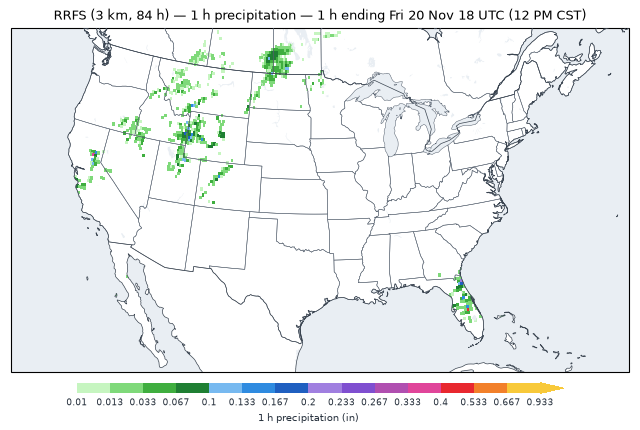 RRFS (3 km, 84 h) — 1 h precipitation — 1 h ending Fri 20 Nov 18 UTC (12 PM CST)
0.01 0.013 0.033 0.067 0.1 0.133 0.167 0.2 0.233 0.267 0.333 0.4 0.533 0.667 0.933
1 h precipitation (in)